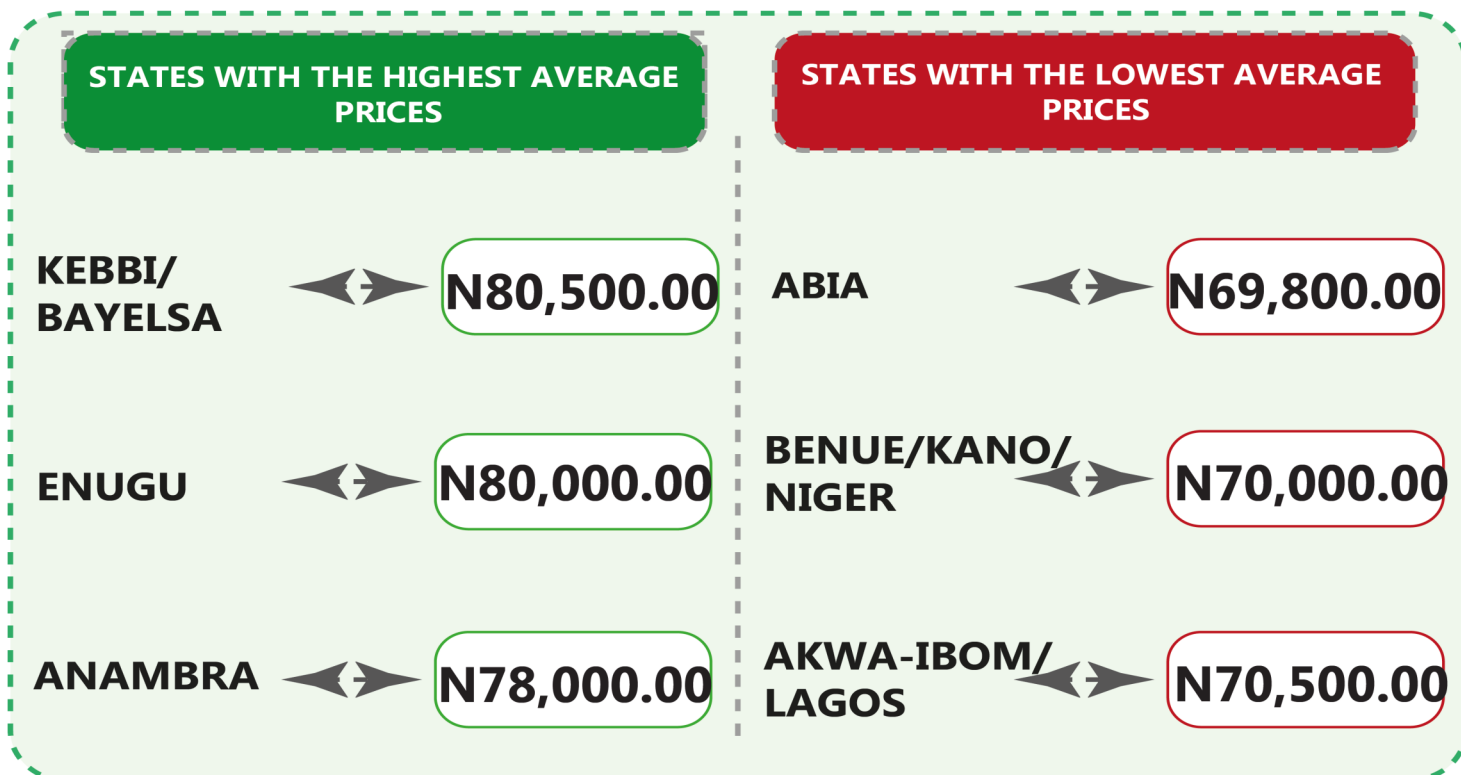 STATES WITH THE HIGHEST AVERAGE
PRICES
KEBBI/
BAYELSA
N80,500.00
ENUGU
N80,000.00
ANAMBRA
N78,000.00
STATES WITH THE LOWEST AVERAGE
PRICES
ABIA
N69,800.00
BENUE/KANO/
NIGER
N70,000.00
AKWA-IBOM/
LAGOS
N70,500.00